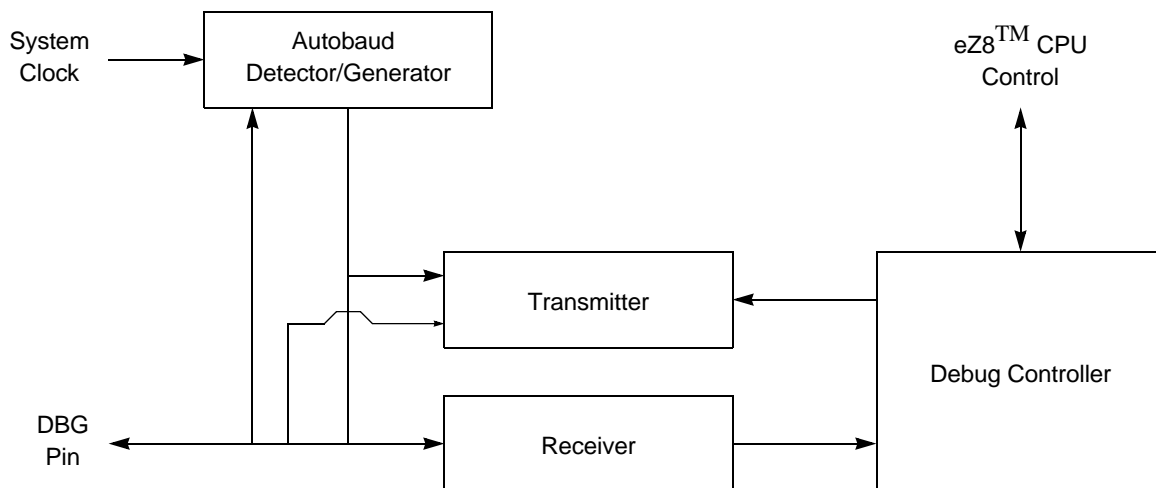 System
Clock
Autobaud
Detector/Generator
eZ8™ CPU
Control
Transmitter
Debug Controller
DBG
Pin
Receiver